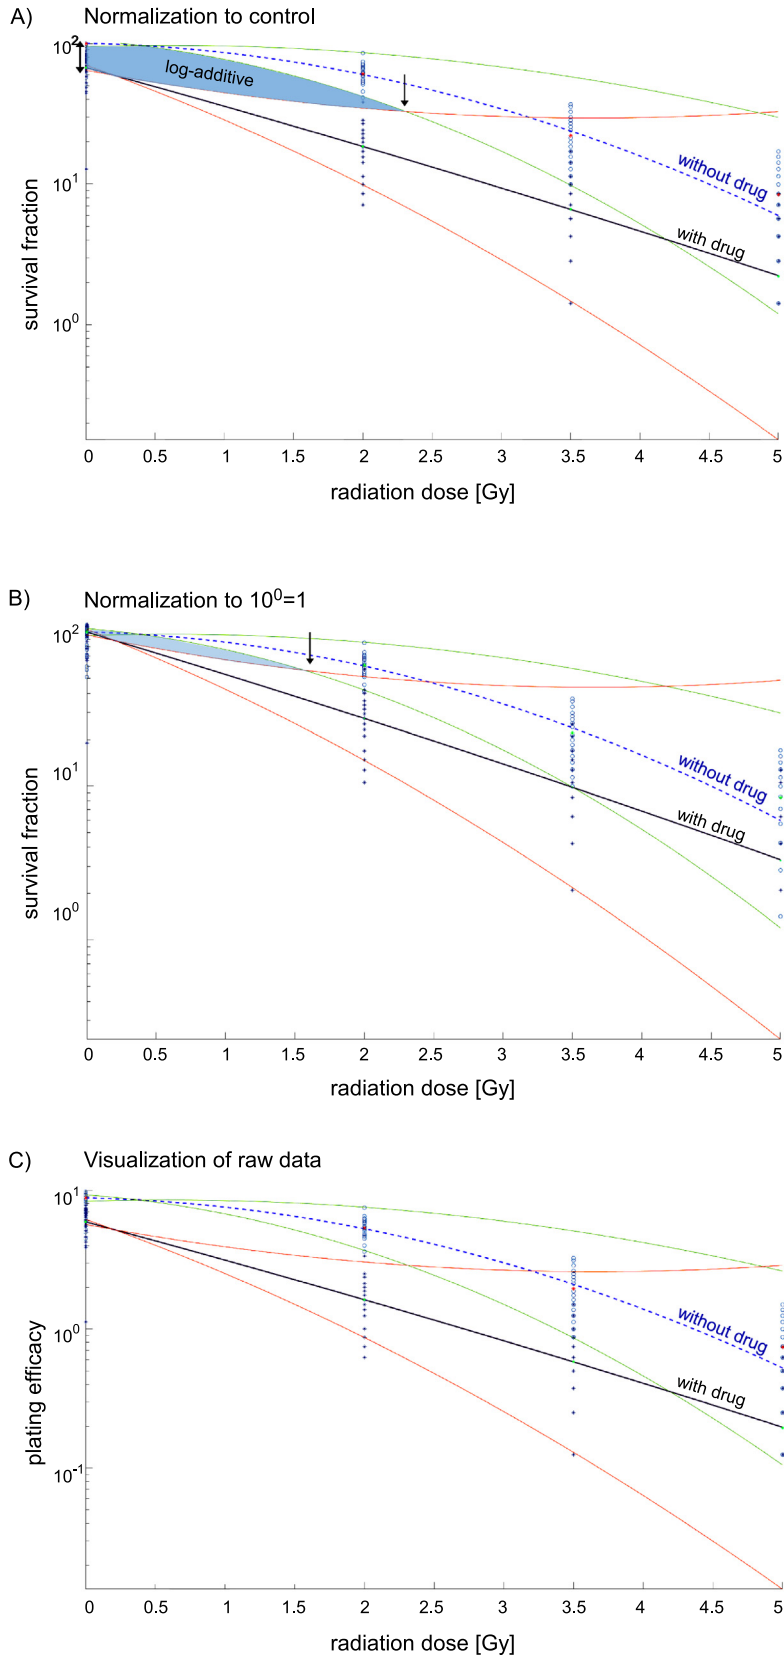 A) Normalization to control
10²
log-additive
without drug
10¹
with drug
10⁰
survival fraction
0 0.5 1 1.5 2 2.5 3 3.5 4 4.5 5
radiation dose [Gy]
B) Normalization to 10⁰=1
10²
without drug
10¹
with drug
10⁰
survival fraction
0 0.5 1 1.5 2 2.5 3 3.5 4 4.5 5
radiation dose [Gy]
C) Visualization of raw data
10¹
10⁰
without drug
with drug
10⁻¹
plating efficacy
0 0.5 1 1.5 2 2.5 3 3.5 4 4.5 5
radiation dose [Gy]